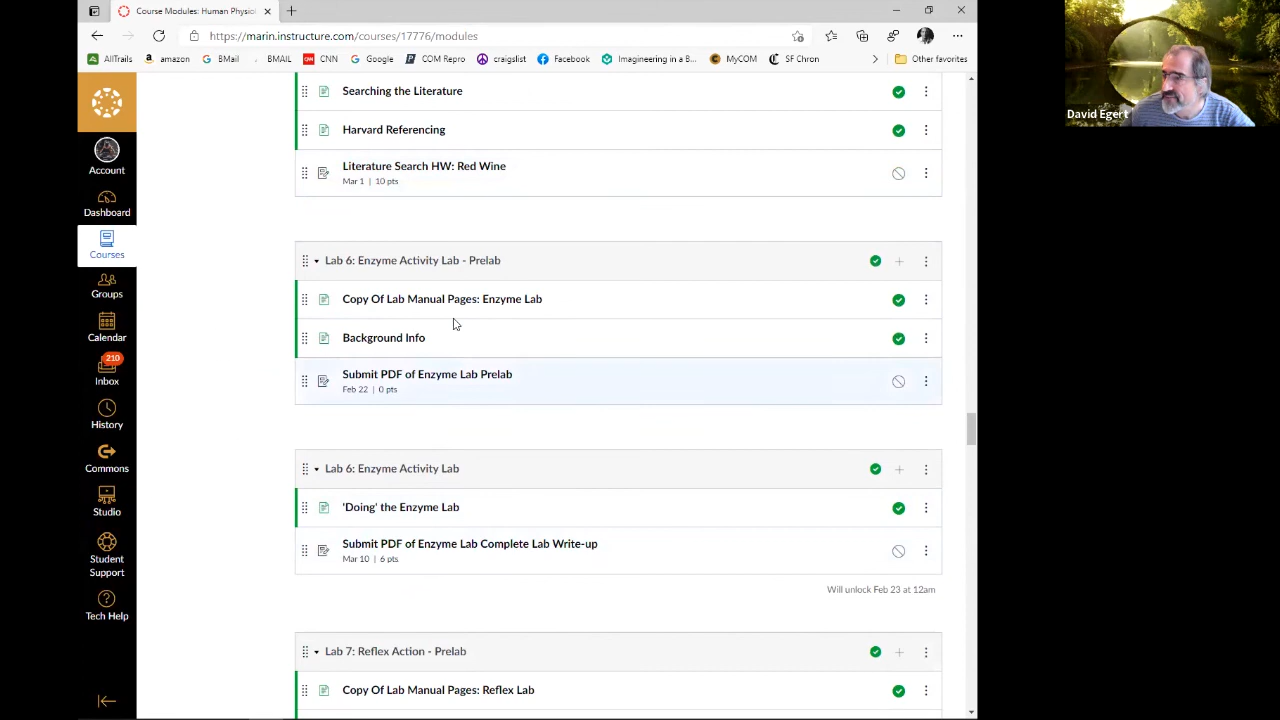 Course Modules: Human Physiol
https://marin.instructure.com/courses/17776/modules
AllTrails
amazon
BMail
BMAIL
CNN
Google
COM Repro
craigslist
Facebook
Imagineering in a B...
MyCOM
SF Chron
Other favorites
Account
Dashboard
Courses
Groups
Calendar
210
Inbox
History
Commons
Studio
Student
Support
Tech Help
Searching the Literature
Harvard Referencing
Literature Search HW: Red Wine
Mar 1 | 10 pts
Lab 6: Enzyme Activity Lab - Prelab
Copy Of Lab Manual Pages: Enzyme Lab
Background Info
Submit PDF of Enzyme Lab Prelab
Feb 22 | 0 pts
Lab 6: Enzyme Activity Lab
'Doing' the Enzyme Lab
Submit PDF of Enzyme Lab Complete Lab Write-up
Mar 10 | 6 pts
Will unlock Feb 23 at 12am
Lab 7: Reflex Action - Prelab
Copy Of Lab Manual Pages: Reflex Lab
David Egert